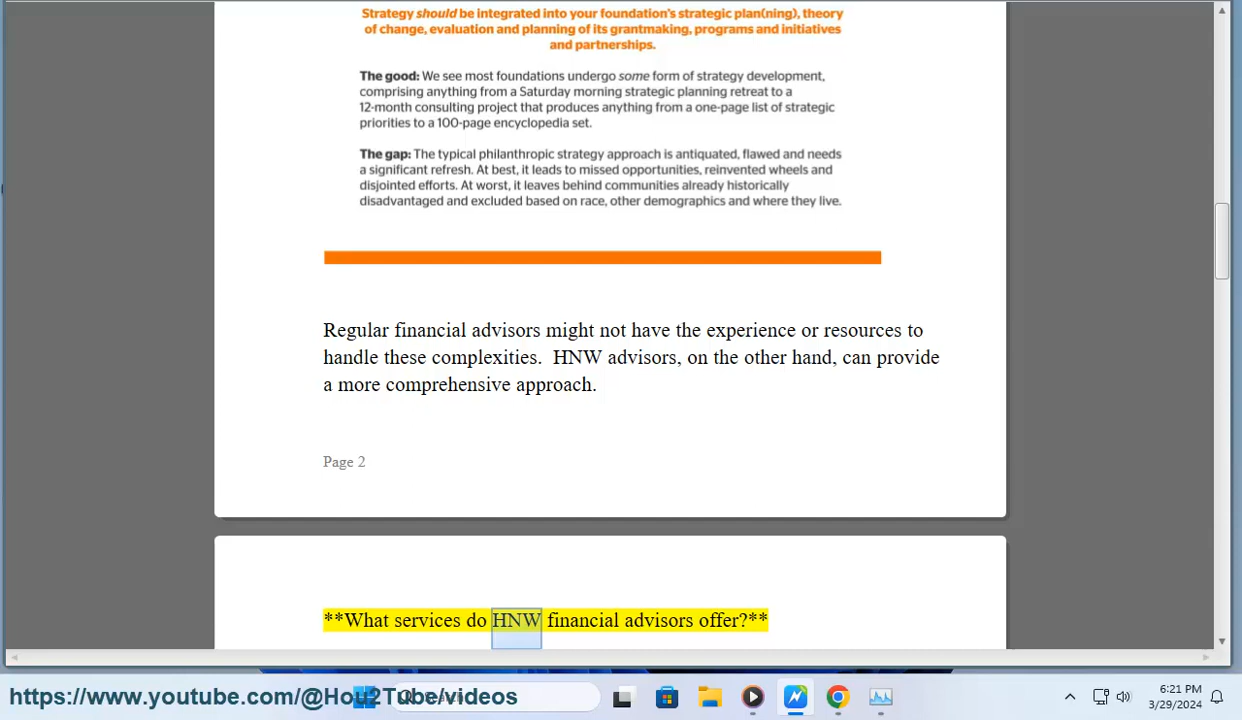 Strategy should be integrated into your foundation's strategic plan(ning), theory
of change, evaluation and planning of its grantmaking, programs and initiatives
and partnerships.
The good: We see most foundations undergo some form of strategy development,
comprising anything from a Saturday morning strategic planning retreat to a
12-month consulting project that produces anything from a one-page list of strategic
priorities to a 100-page encyclopedia set.
The gap: The typical philanthropic strategy approach is antiquated, flawed and needs
a significant refresh. At best, it leads to missed opportunities, reinvented wheels and
disjointed efforts. At worst, it leaves behind communities already historically
disadvantaged and excluded based on race, other demographics and where they live.
Regular financial advisors might not have the experience or resources to
handle these complexities.  HNW advisors, on the other hand, can provide
a more comprehensive approach.
Page 2
**What services do HNW financial advisors offer?**
https://www.youtube.com/@Hou2Tube/videos
6:21 PM
3/29/2024